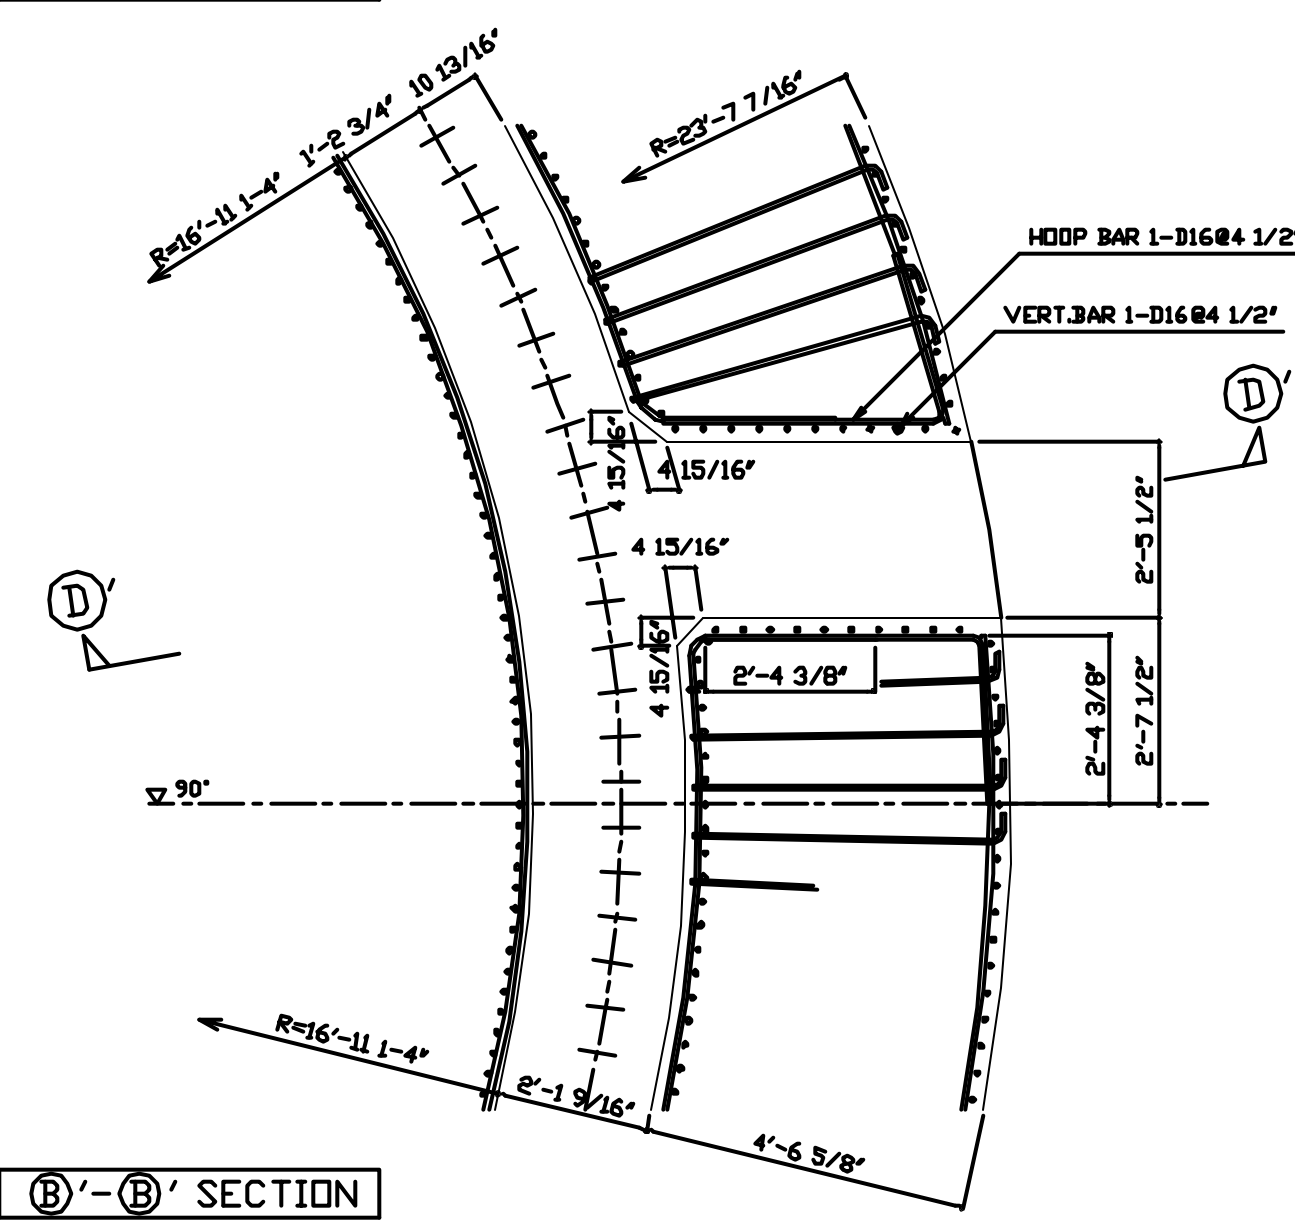 10 13/16"
1'-2 3/4"
R=16'-11 1-4"
R=23'-7 7/16"
HOOP BAR 1-D16@4 1/2"
VERT.BAR 1-D16@4 1/2"
D'
4 15/16"
4 15/16"
2'-5 1/2"
4 15/16"
D'
4 15/16"
2'-4 3/8"
2'-4 3/8"
2'-7 1/2"
90°
R=16'-11 1-4"
2'-1 9/16"
4'-6 5/8"
B'-B' SECTION